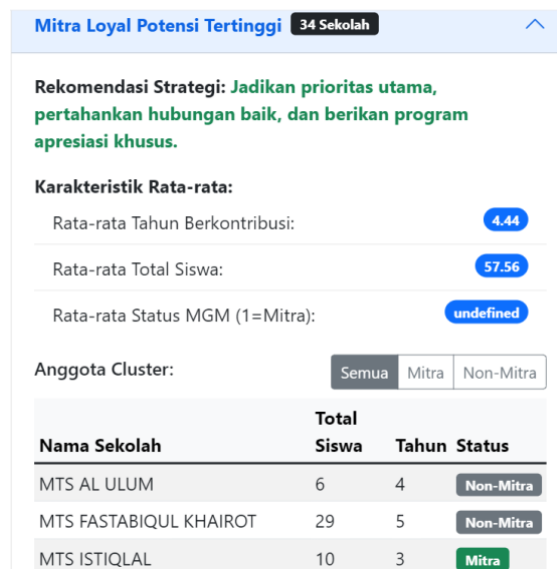 Mitra Loyal Potensi Tertinggi 34 Sekolah
Rekomendasi Strategi: Jadikan prioritas utama,
pertahankan hubungan baik, dan berikan program
apresiasi khusus.
Karakteristik Rata-rata:
Rata-rata Tahun Berkontribusi: 4.44
Rata-rata Total Siswa: 57.56
Rata-rata Status MGM (1=Mitra): undefined
Anggota Cluster: Semua Mitra Non-Mitra
Nama Sekolah Total Siswa Tahun Status
MTS AL ULUM 6 4 Non-Mitra
MTS FASTABIQUL KHAIROT 29 5 Non-Mitra
MTS ISTIQLAL 10 3 Mitra